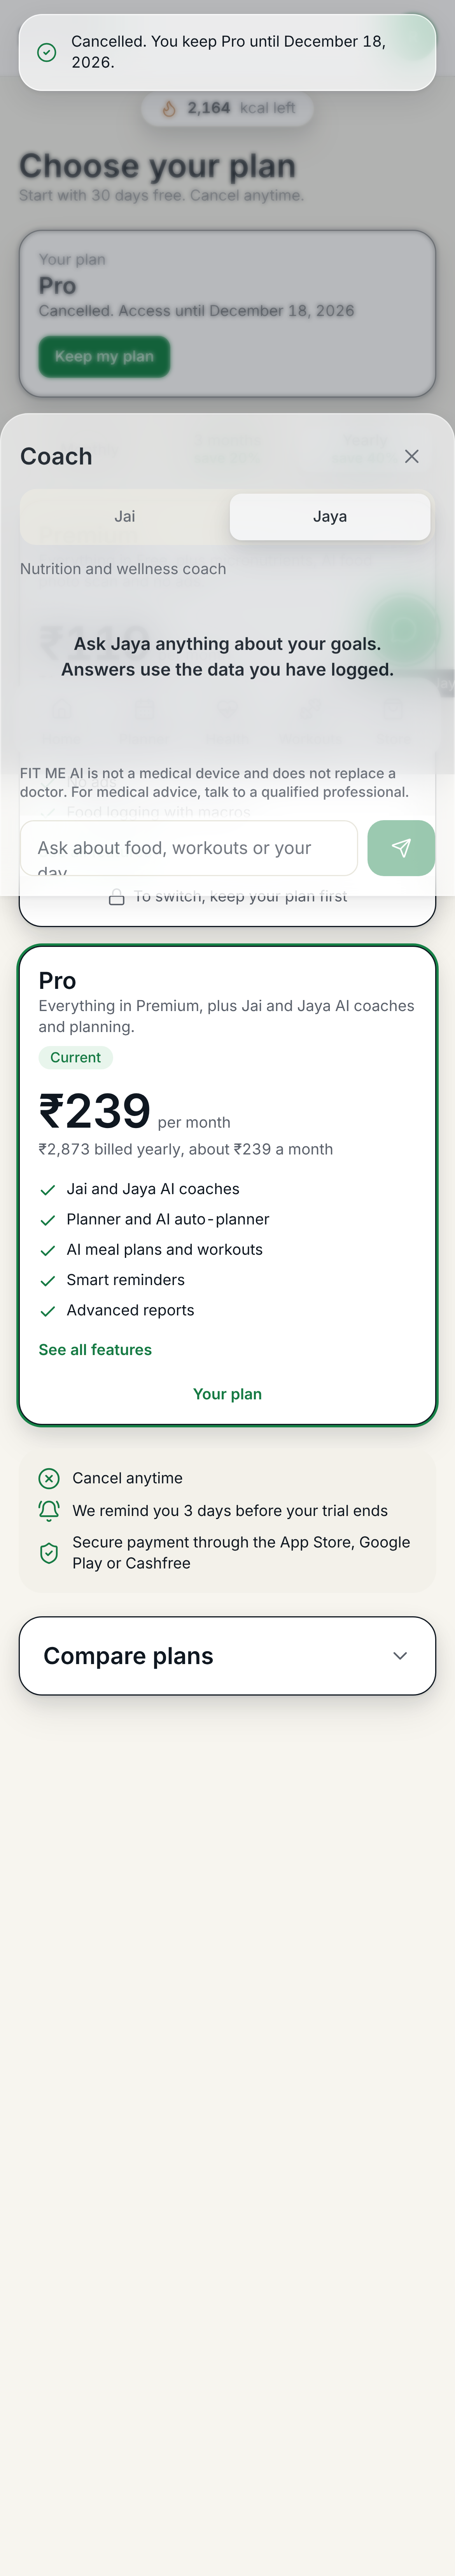 Cancelled. You keep Pro until December 18,
2026.
2,164 kcal left
Choose your plan
Start with 30 days free. Cancel anytime.
Your plan
Pro
Cancelled. Access until December 18, 2026
Keep my plan
Coach
Jai
Jaya
Nutrition and wellness coach
Ask Jaya anything about your goals.
Answers use the data you have logged.
FIT ME AI is not a medical device and does not replace a
doctor. For medical advice, talk to a qualified professional.
Food logging with macros
Ask about food, workouts or your
day
To switch, keep your plan first
Pro
Everything in Premium, plus Jai and Jaya AI coaches
and planning.
Current
₹239 per month
₹2,873 billed yearly, about ₹239 a month
Jai and Jaya AI coaches
Planner and AI auto-planner
AI meal plans and workouts
Smart reminders
Advanced reports
See all features
Your plan
Cancel anytime
We remind you 3 days before your trial ends
Secure payment through the App Store, Google
Play or Cashfree
Compare plans